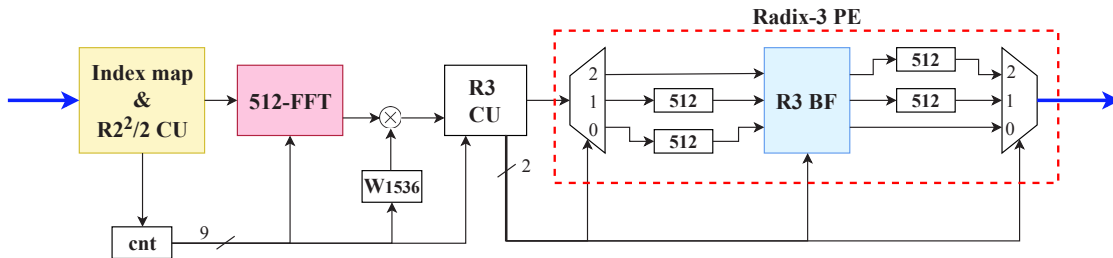 Radix-3 PE
Index map
&
R2²/2 CU
512-FFT
R3
CU
2
1
0
512
512
R3 BF
512
512
2
1
0
W1536
2
cnt
9